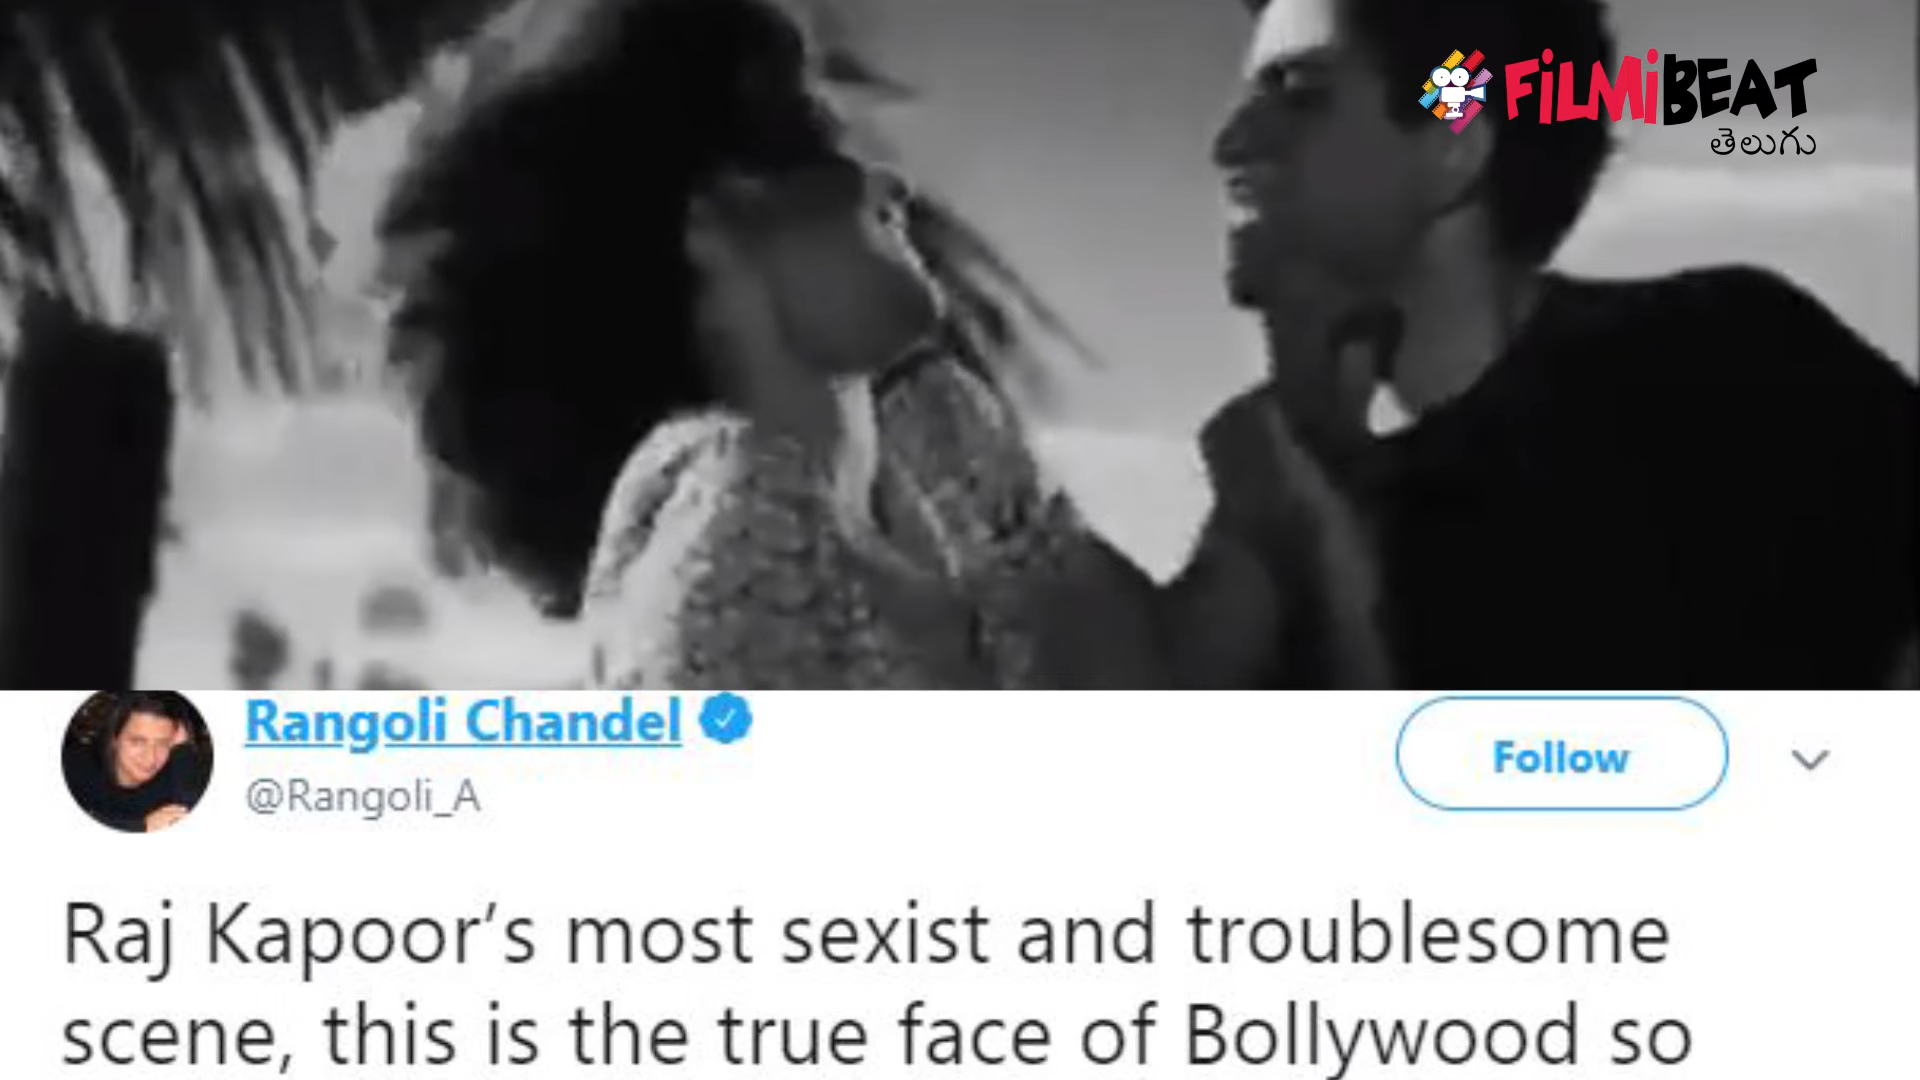 FiLMiBEAT
తెలుగు
Rangoli Chandel
@Rangoli_A
Follow
Raj Kapoor's most sexist and troublesome
scene, this is the true face of Bollywood so